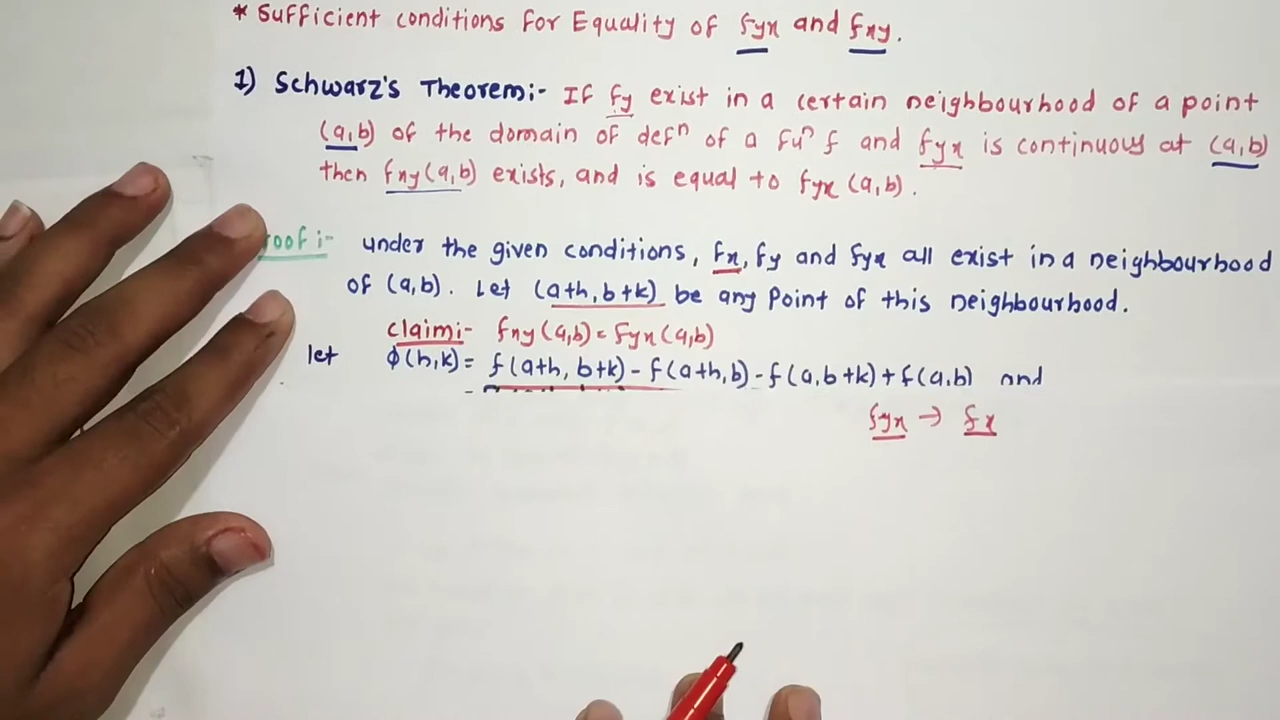 * Sufficient conditions for Equality of fyx and fxy.
1) Schwarz's Theorem:- If fy exist in a certain neighbourhood of a point
(a,b) of the domain of defⁿ of a fuⁿ f and fyx is continuous at (a,b)
then fxy(a,b) exists, and is equal to fyx (a,b).
roof :- under the given conditions, fx, fy and fyx all exist in a neighbourhood
of (a,b). Let (a+h, b+k) be any point of this neighbourhood.
claim:- fxy(a,b) = fyx(a,b)
let ϕ(h,k) = f(a+h, b+k) - f(a+h, b) - f(a, b+k) + f(a,b) and
fyx → fx